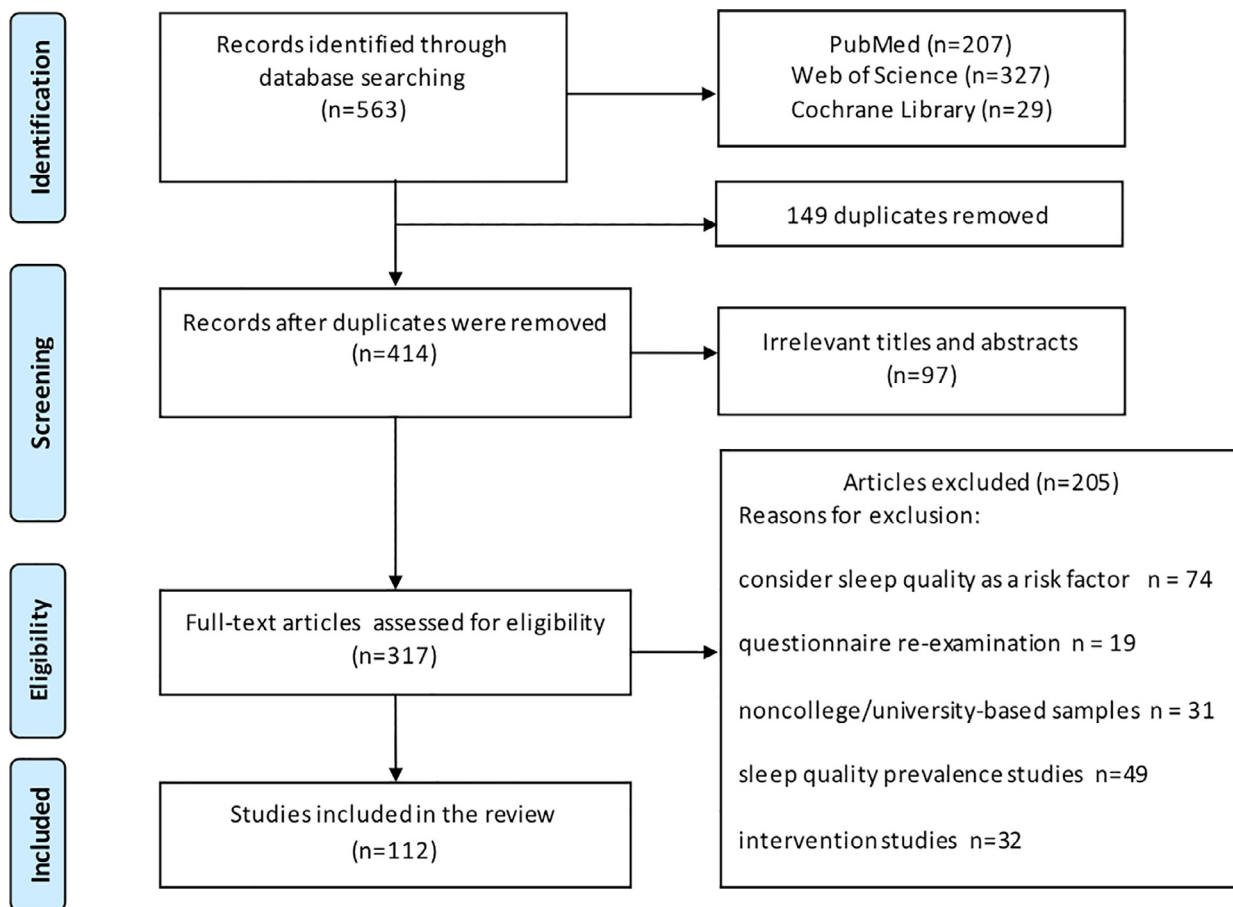 Identification
Records identified through
database searching
(n=563)
PubMed (n=207)
Web of Science (n=327)
Cochrane Library (n=29)
149 duplicates removed
Screening
Records after duplicates were removed
(n=414)
Irrelevant titles and abstracts
(n=97)
Eligibility
Full-text articles assessed for eligibility
(n=317)
Articles excluded (n=205)
Reasons for exclusion:
consider sleep quality as a risk factor n = 74
questionnaire re-examination n = 19
noncollege/university-based samples n = 31
sleep quality prevalence studies n=49
intervention studies n=32
Included
Studies included in the review
(n=112)